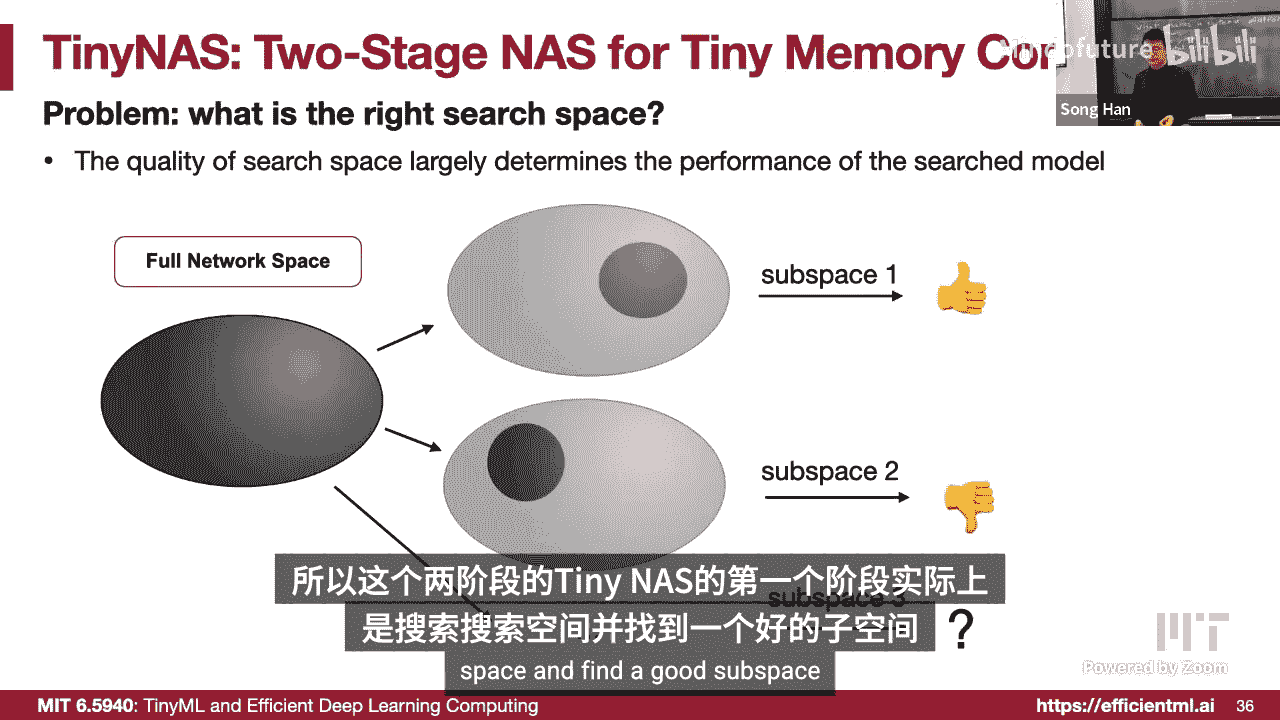 TinyNAS: Two-Stage NAS for Tiny Memory Con
Mindofuture bilibili
Song Han
Problem: what is the right search space?
• The quality of search space largely determines the performance of the searched model
Full Network Space
subspace 1
subspace 2
subspace 3
?
所以这个两阶段的Tiny NAS的第一个阶段实际上
是搜索搜索空间并找到一个好的子空间
space and find a good subspace
MIT
Powered by Zoom
MIT 6.5940: TinyML and Efficient Deep Learning Computing
https://efficientml.ai
36